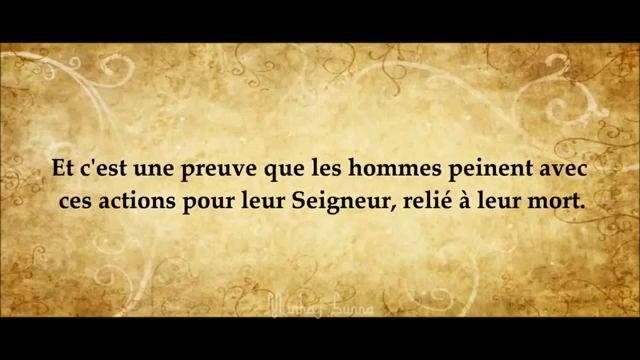 Et c'est une preuve que les hommes peinent avec
ces actions pour leur Seigneur, relié à leur mort.